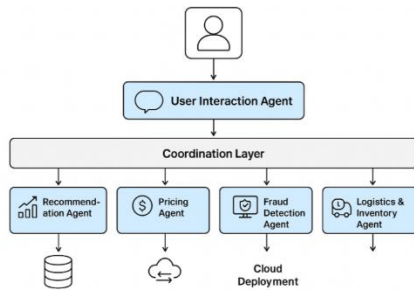 User Interaction Agent
Coordination Layer
Recommend-
ation Agent
Pricing
Agent
Fraud
Detection
Agent
Logistics &
Inventory
Agent
Cloud
Deployment